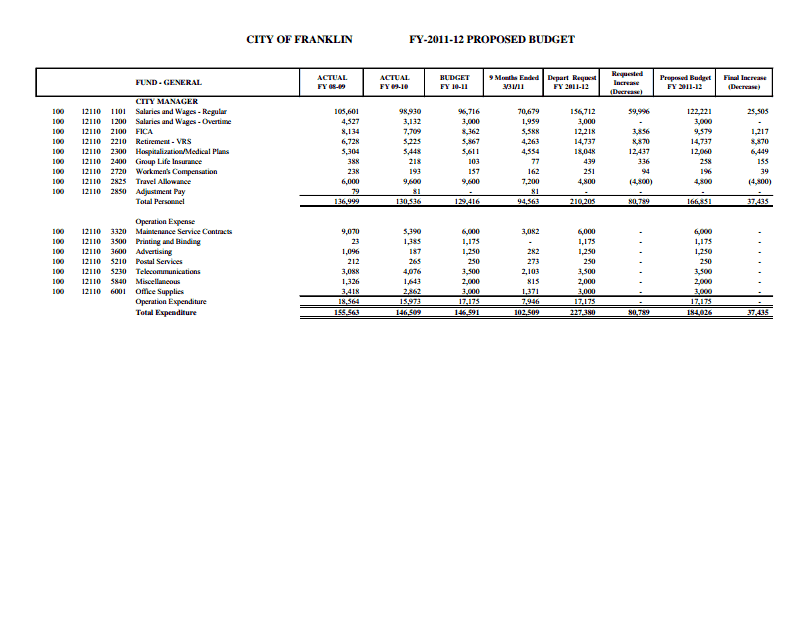 CITY OF FRANKLIN FY-2011-12 PROPOSED BUDGET
FUND - GENERAL ACTUAL FY 08-09 ACTUAL FY 09-10 BUDGET FY 10-11 9 Months Ended 3/31/11 Depart Request FY 2011-12 Requested Increase (Decrease) Proposed Budget FY 2011-12 Final Increase (Decrease)
CITY MANAGER
100 12110 1101 Salaries and Wages - Regular 105,601 98,930 96,716 70,679 156,712 59,996 122,221 25,505
100 12110 1200 Salaries and Wages - Overtime 4,527 3,132 3,000 1,959 3,000 - 3,000 -
100 12110 2100 FICA 8,134 7,709 8,362 5,588 12,218 3,856 9,579 1,217
100 12110 2210 Retirement - VRS 6,728 5,225 5,867 4,263 14,737 8,870 14,737 8,870
100 12110 2300 Hospitalization/Medical Plans 5,304 5,448 5,611 4,554 18,048 12,437 12,060 6,449
100 12110 2400 Group Life Insurance 388 218 103 77 439 336 258 155
100 12110 2720 Workmen's Compensation 238 193 157 162 251 94 196 39
100 12110 2825 Travel Allowance 6,000 9,600 9,600 7,200 4,800 (4,800) 4,800 (4,800)
100 12110 2850 Adjustment Pay 79 81 - 81 - - - -
Total Personnel 136,999 130,536 129,416 94,563 210,205 80,789 166,851 37,435
Operation Expense
100 12110 3320 Maintenance Service Contracts 9,070 5,390 6,000 3,082 6,000 - 6,000 -
100 12110 3500 Printing and Binding 23 1,385 1,175 - 1,175 - 1,175 -
100 12110 3600 Advertising 1,096 187 1,250 282 1,250 - 1,250 -
100 12110 5210 Postal Services 212 265 250 273 250 - 250 -
100 12110 5230 Telecommunications 3,088 4,076 3,500 2,103 3,500 - 3,500 -
100 12110 5840 Miscellaneous 1,326 1,643 2,000 815 2,000 - 2,000 -
100 12110 6001 Office Supplies 3,418 2,862 3,000 1,371 3,000 - 3,000 -
Operation Expenditure 18,564 15,973 17,175 7,946 17,175 - 17,175 -
Total Expenditure 155,563 146,509 146,591 102,509 227,380 80,789 184,026 37,435